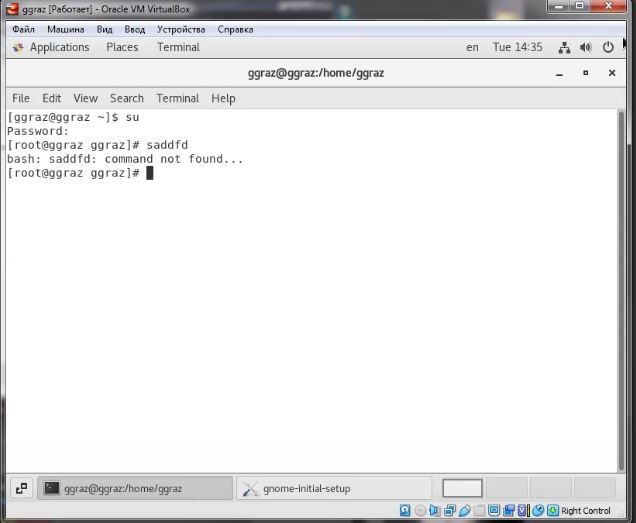 ggraz [Работает] - Oracle VM VirtualBox
Файл Машина Вид Ввод Устройства Справка
Applications Places Terminal en Tue 14:35
ggraz@ggraz:/home/ggraz
File Edit View Search Terminal Help
[ggraz@ggraz ~]$ su
Password:
[root@ggraz ggraz]# saddfd
bash: saddfd: command not found...
[root@ggraz ggraz]#
ggraz@ggraz:/home/ggraz gnome-initial-setup
Right Control